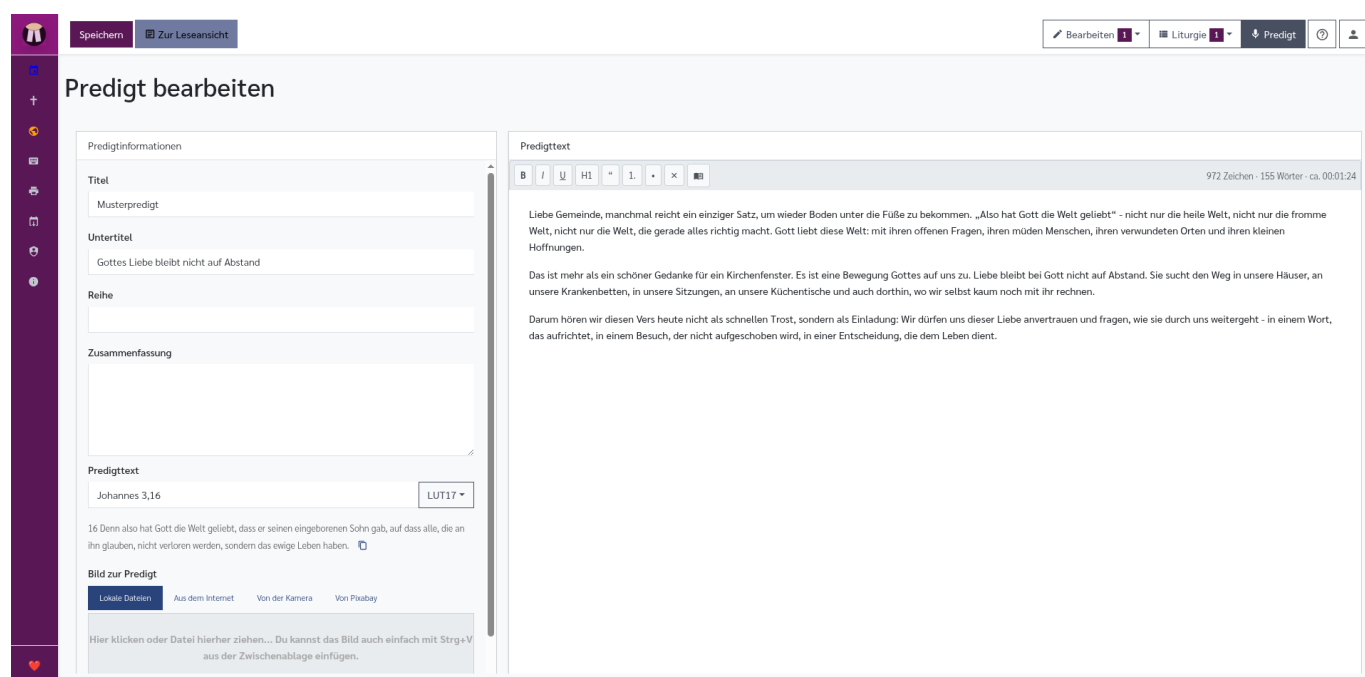 Speichern
Zur Leseansicht
Bearbeiten 1
Liturgie 1
Predigt
Predigt bearbeiten
Predigtinformationen
Titel
Musterpredigt
Untertitel
Gottes Liebe bleibt nicht auf Abstand
Reihe
Zusammenfassung
Predigttext
Johannes 3,16
LUT17
16 Denn also hat Gott die Welt geliebt, dass er seinen eingeborenen Sohn gab, auf dass alle, die an
ihn glauben, nicht verloren werden, sondern das ewige Leben haben.
Bild zur Predigt
Lokale Dateien
Aus dem Internet
Von der Kamera
Von Pixabay
Hier klicken oder Datei hierher ziehen... Du kannst das Bild auch einfach mit Strg+V
aus der Zwischenablage einfügen.
Predigttext
B I U H1 “ 1. • ×
972 Zeichen · 155 Wörter · ca. 00:01:24
Liebe Gemeinde, manchmal reicht ein einziger Satz, um wieder Boden unter die Füße zu bekommen. „Also hat Gott die Welt geliebt“ - nicht nur die heile Welt, nicht nur die fromme
Welt, nicht nur die Welt, die gerade alles richtig macht. Gott liebt diese Welt: mit ihren offenen Fragen, ihren müden Menschen, ihren verwundeten Orten und ihren kleinen
Hoffnungen.
Das ist mehr als ein schöner Gedanke für ein Kirchenfenster. Es ist eine Bewegung Gottes auf uns zu. Liebe bleibt bei Gott nicht auf Abstand. Sie sucht den Weg in unsere Häuser, an
unsere Krankenbetten, in unsere Sitzungen, an unsere Küchentische und auch dorthin, wo wir selbst kaum noch mit ihr rechnen.
Darum hören wir diesen Vers heute nicht als schnellen Trost, sondern als Einladung: Wir dürfen uns dieser Liebe anvertrauen und fragen, wie sie durch uns weitergeht - in einem Wort,
das aufrichtet, in einem Besuch, der nicht aufgeschoben wird, in einer Entscheidung, die dem Leben dient.